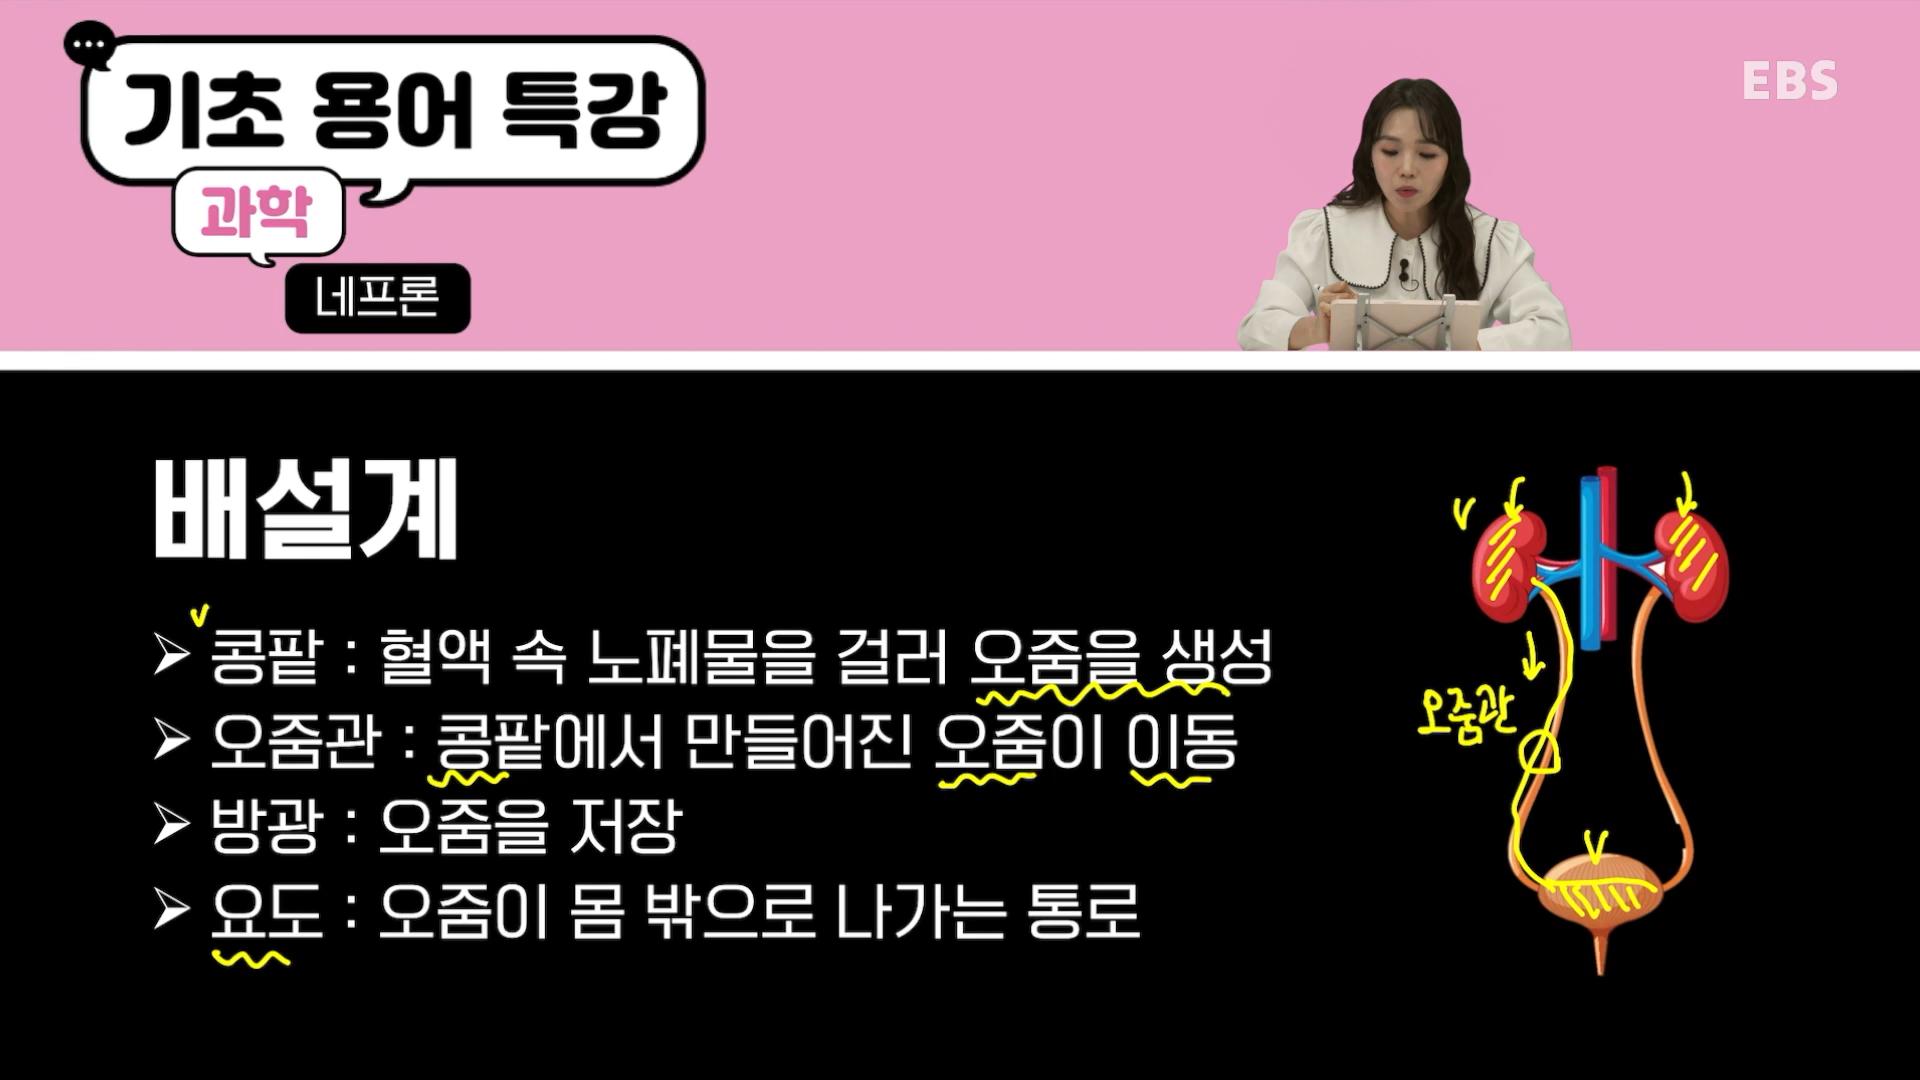 기초 용어 특강
과학
네프론
EBS
배설계
➢ 콩팥 : 혈액 속 노폐물을 걸러 오줌을 생성
➢ 오줌관 : 콩팥에서 만들어진 오줌이 이동
➢ 방광 : 오줌을 저장
➢ 요도 : 오줌이 몸 밖으로 나가는 통로
오줌관